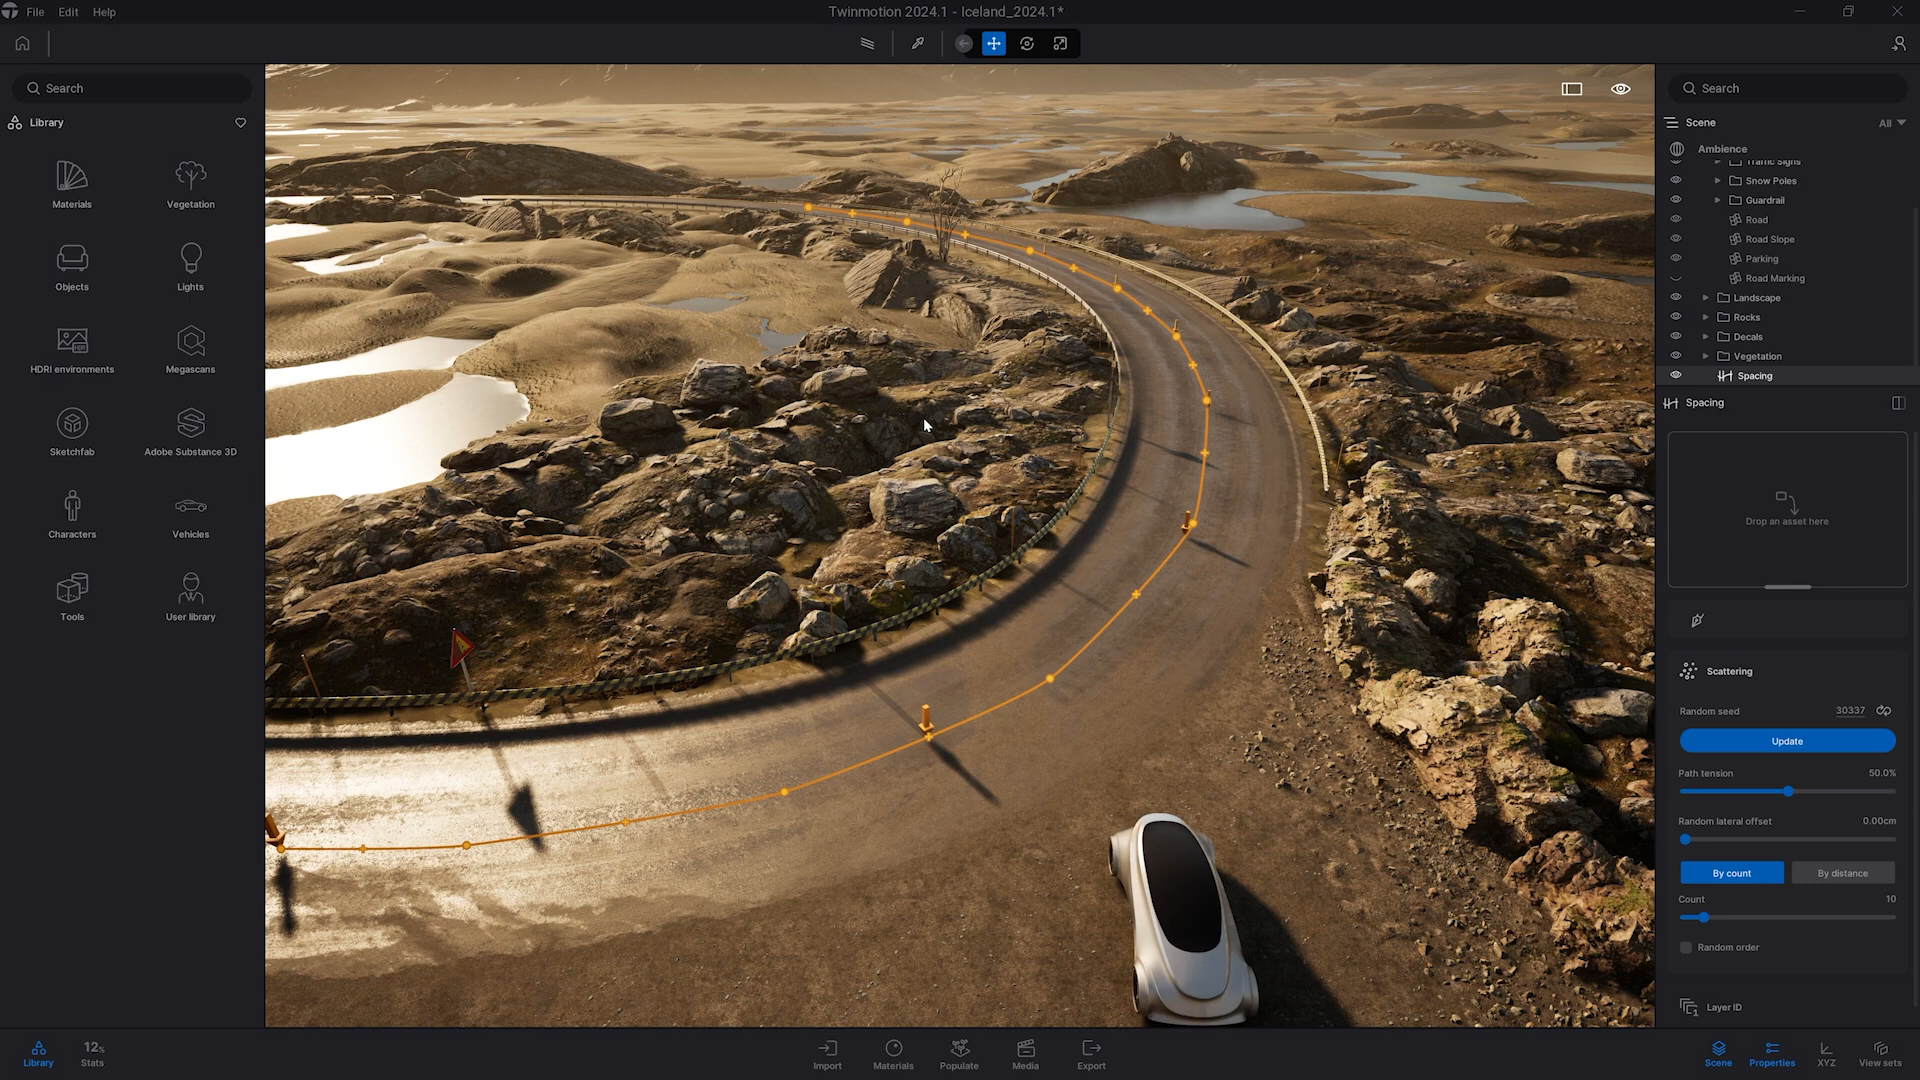 File Edit Help
Twinmotion 2024.1 - Iceland_2024.1*
Search
Library
Materials
Vegetation
Objects
Lights
HDRI environments
Megascans
Sketchfab
Adobe Substance 3D
Characters
Vehicles
Tools
User library
Search
Scene
All
Ambience
Traffic Signs
Snow Poles
Guardrail
Road
Road Slope
Parking
Road Marking
Landscape
Rocks
Decals
Vegetation
Spacing
Spacing
Drop an asset here
Scattering
Random seed 30337
Update
Path tension 50.0%
Random lateral offset 0.00cm
By count By distance
Count 10
Random order
Layer ID
Library
12%
Stats
Import
Materials
Populate
Media
Export
Scene
Properties
XYZ
View sets